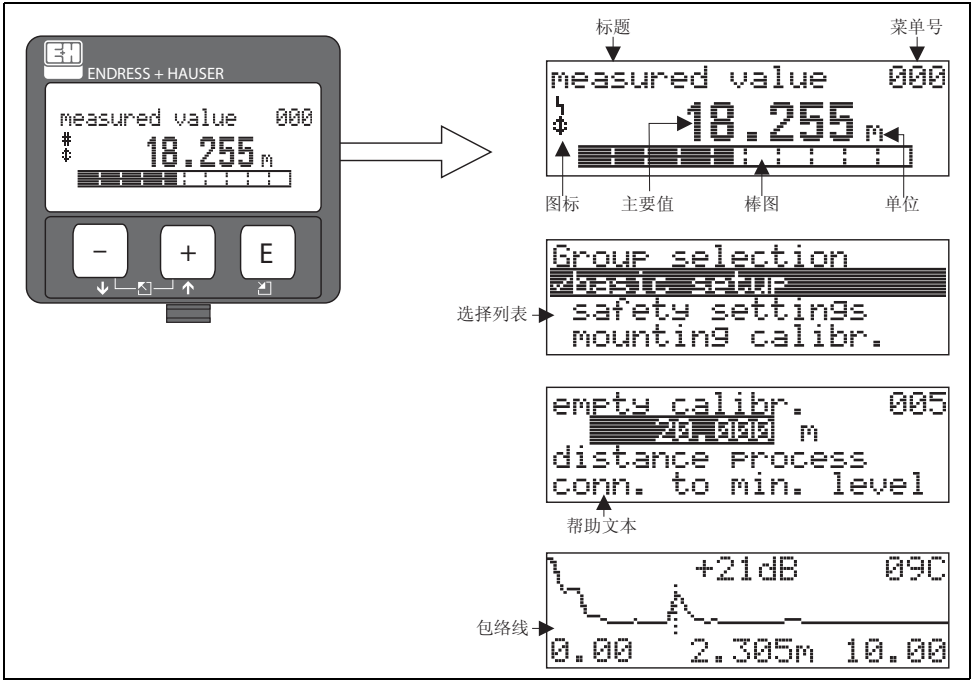 EH
ENDRESS + HAUSER
measured value 000
18.255 m
- + E
标题 菜单号
measured value 000
18.255 m
图标 主要值 棒图 单位
Group selection
basic setup
选择列表
safety settings
mounting calibr.
empty calibr. 005
20.000 m
distance process
conn. to min. level
帮助文本
+21dB 09C
包络线
0.00 2.305m 10.00